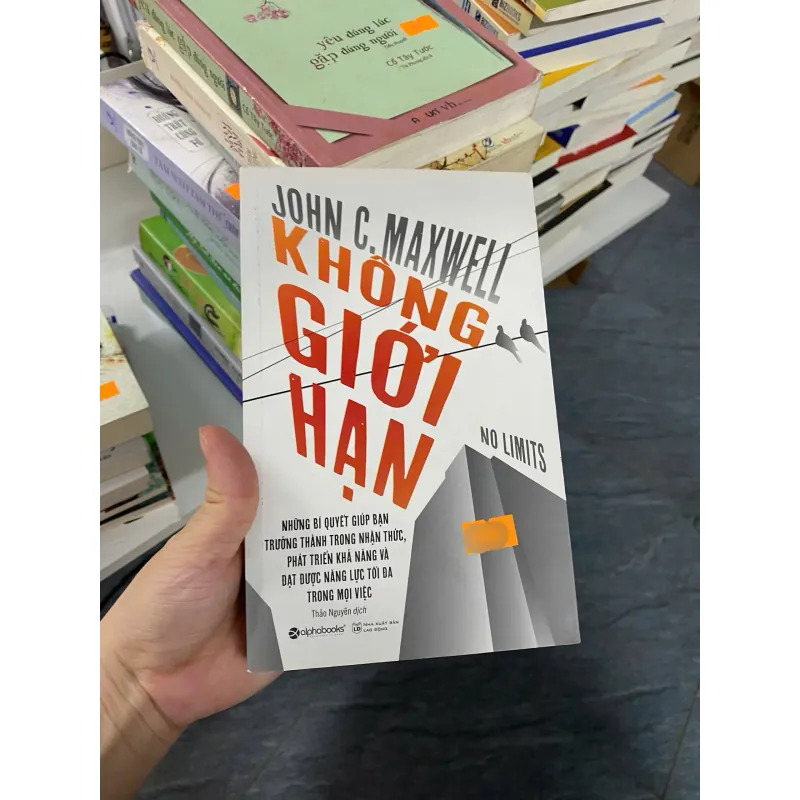 yêu đúng lúc
gặp đúng người
Cố Tây Tước
JOHN C. MAXWELL
KHÔNG
GIỚI
HẠN
NO LIMITS
NHỮNG BÍ QUYẾT GIÚP BẠN
TRƯỞNG THÀNH TRONG NHẬN THỨC,
PHÁT TRIỂN KHẢ NĂNG VÀ
ĐẠT ĐƯỢC NĂNG LỰC TỐI ĐA
TRONG MỌI VIỆC
Thảo Nguyên dịch
alphabooks
NHÀ XUẤT BẢN
LAO ĐỘNG